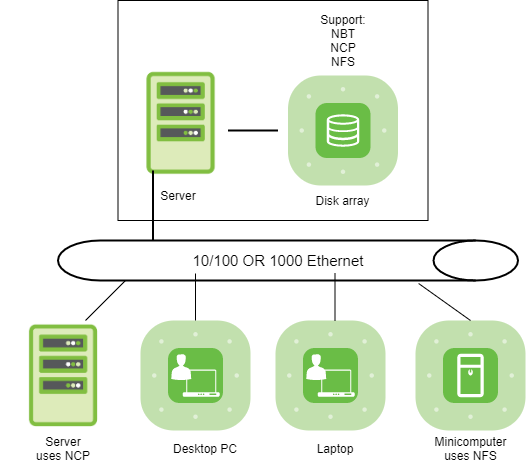 Support:
NBT
NCP
NFS
Server
Disk array
10/100 OR 1000 Ethernet
Server
uses NCP
Desktop PC
Laptop
Minicomputer
uses NFS